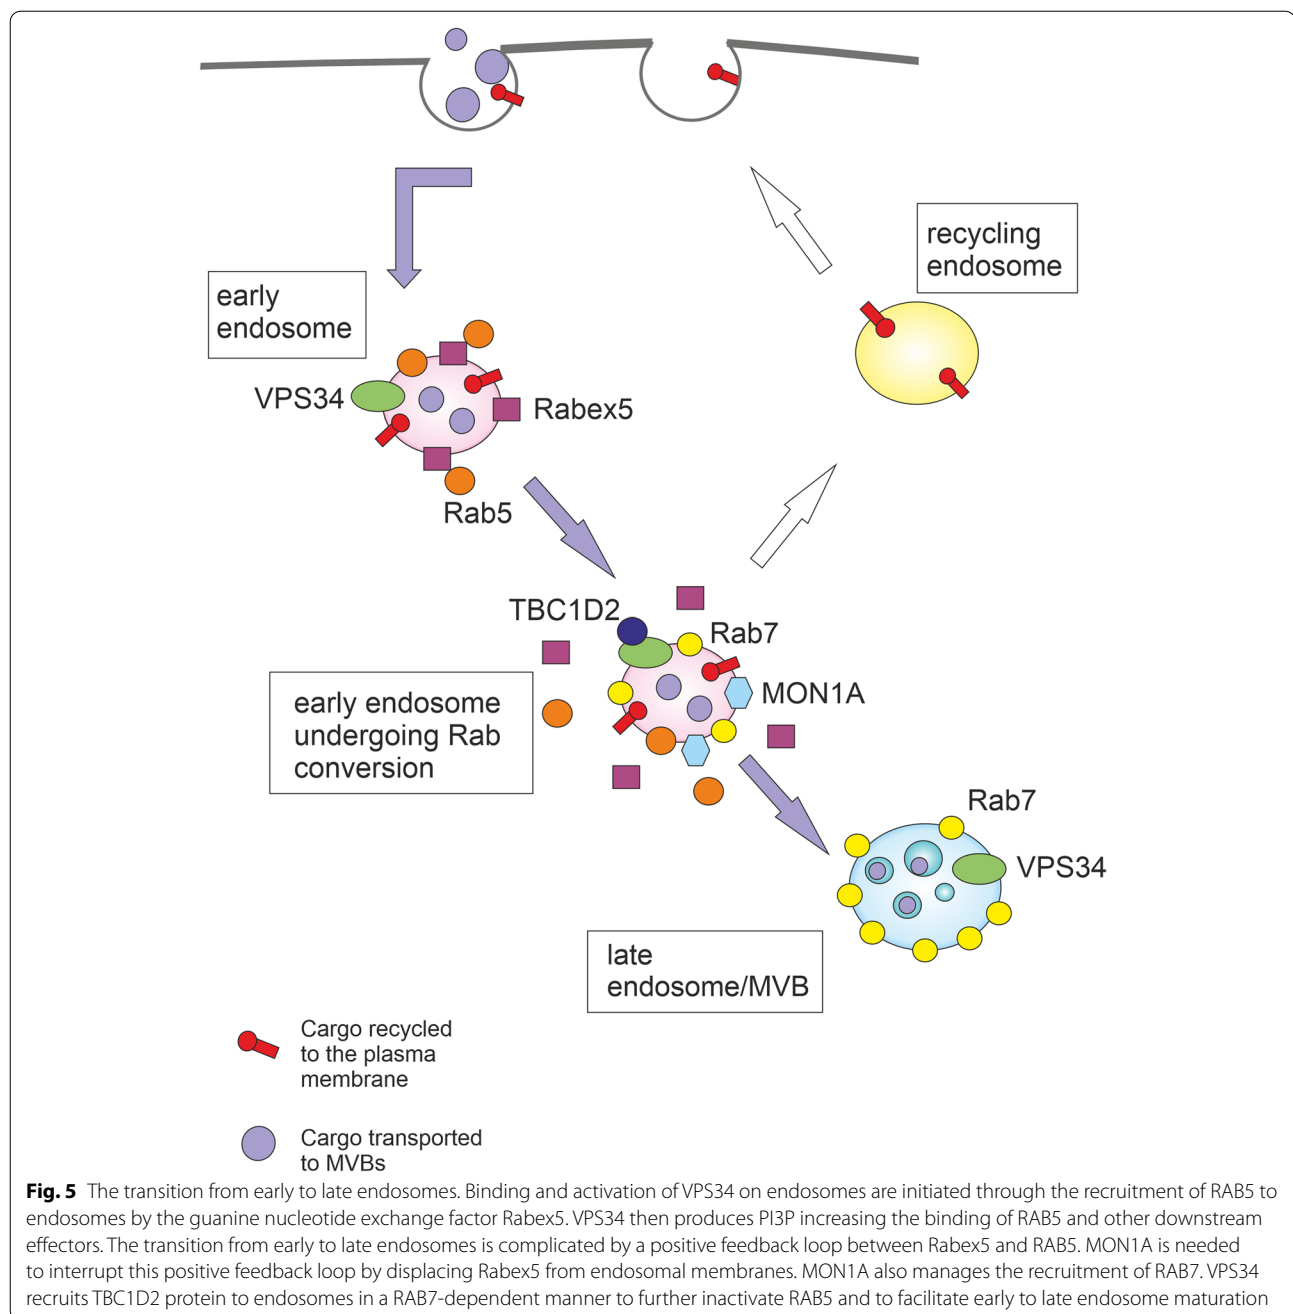 early
endosome
recycling
endosome
VPS34
Rabex5
Rab5
TBC1D2
Rab7
MON1A
early endosome
undergoing Rab
conversion
Rab7
VPS34
late
endosome/MVB
Cargo recycled
to the plasma
membrane
Cargo transported
to MVBs
Fig. 5 The transition from early to late endosomes. Binding and activation of VPS34 on endosomes are initiated through the recruitment of RAB5 to
endosomes by the guanine nucleotide exchange factor Rabex5. VPS34 then produces PI3P increasing the binding of RAB5 and other downstream
effectors. The transition from early to late endosomes is complicated by a positive feedback loop between Rabex5 and RAB5. MON1A is needed
to interrupt this positive feedback loop by displacing Rabex5 from endosomal membranes. MON1A also manages the recruitment of RAB7. VPS34
recruits TBC1D2 protein to endosomes in a RAB7-dependent manner to further inactivate RAB5 and to facilitate early to late endosome maturation